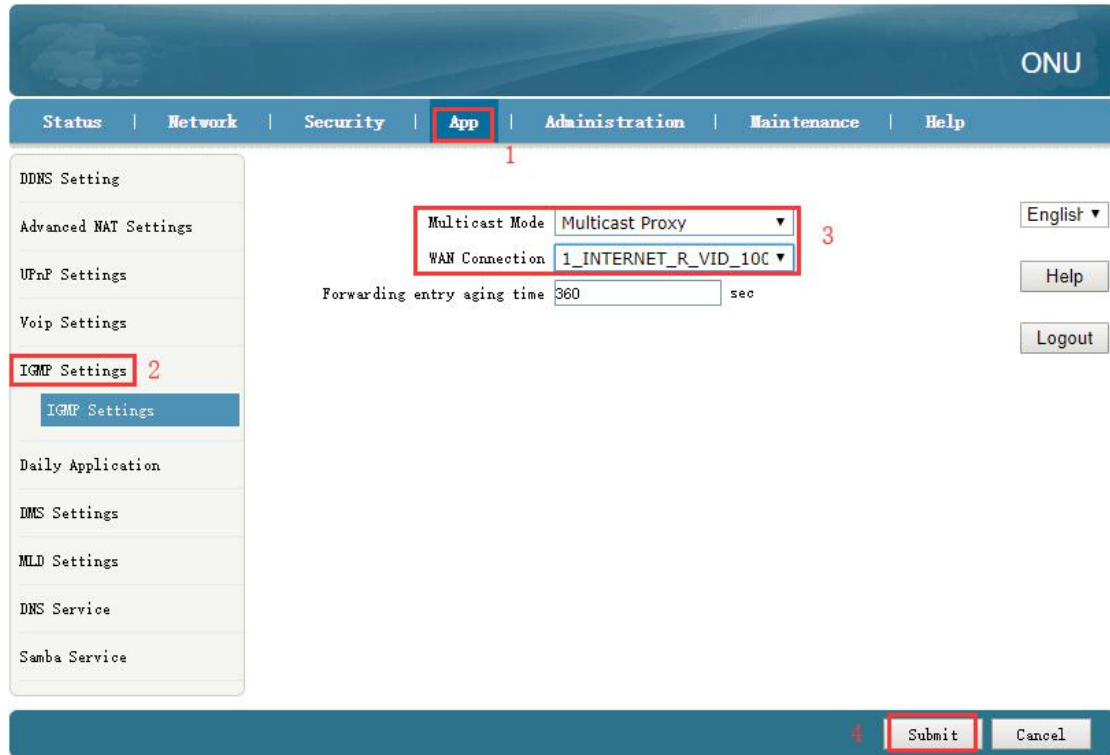 ONU
Status | Network | Security | App | Administration | Maintenance | Help
1
DDNS Setting
Advanced NAT Settings
UPnP Settings
Voip Settings
IGMP Settings 2
IGMP Settings
Daily Application
DMS Settings
MLD Settings
DNS Service
Samba Service
Multicast Mode Multicast Proxy
WAN Connection 1_INTERNET_R_VID_100
3
Forwarding entry aging time 360 sec
English
Help
Logout
4 Submit Cancel